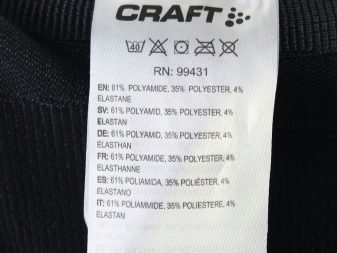 CRAFT
40
RN: 99431
EN: 61% POLYAMIDE, 35% POLYESTER, 4%
ELASTANE
SV: 61% POLYAMID, 35% POLYESTER, 4%
ELASTAN
DE: 61% POLYAMID, 35% POLYESTER, 4%
ELASTHAN
FR: 61% POLYAMIDE, 35% POLYESTER, 4%
ELASTHANNE
ES: 61% POLIAMIDA, 35% POLIÉSTER, 4%
ELASTANO
IT: 61% POLIAMMIDE, 35% POLIESTERE, 4%
ELASTAN